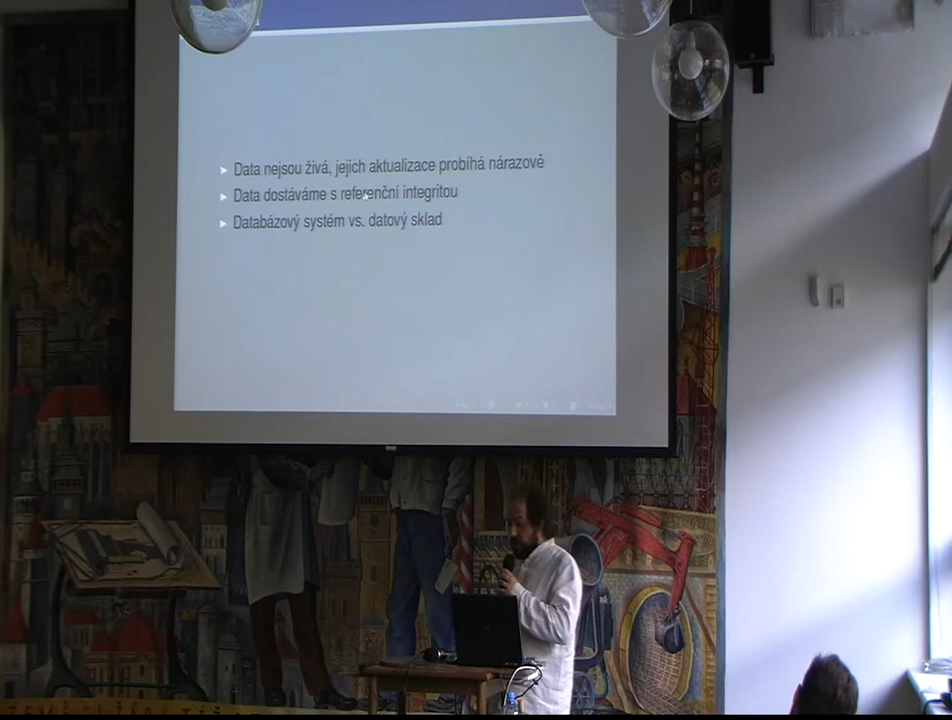 Data nejsou živá, jejich aktualizace probíhá nárazově
Data dostáváme s referenční integritou
Databázový systém vs. datový sklad